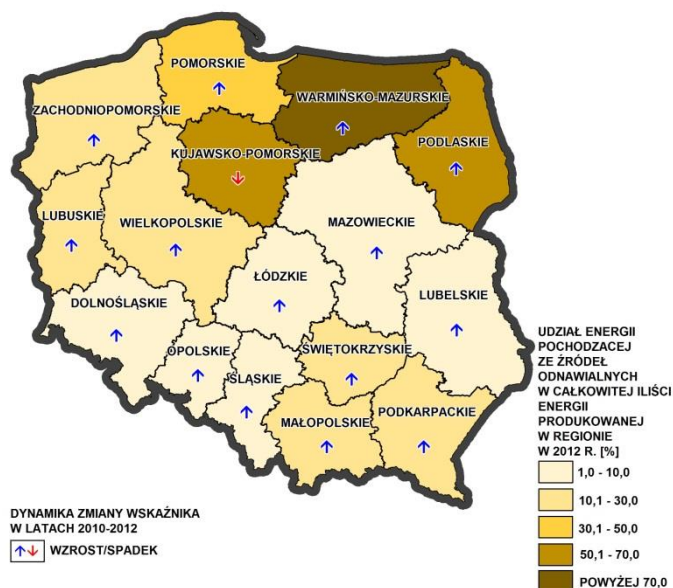 POMORSKIE
WARMIŃSKO-MAZURSKIE
ZACHODNIOPOMORSKIE
PODLASKIE
KUJAWSKO-POMORSKIE
LUBUSKIE
WIELKOPOLSKIE
MAZOWIECKIE
ŁÓDZKIE
LUBELSKIE
DOLNOŚLĄSKIE
OPOLSKIE
ŚLĄSKIE
ŚWIĘTOKRZYSKIE
MAŁOPOLSKIE
PODKARPACKIE
UDZIAŁ ENERGII
POCHODZACEJ
ZE ŹRÓDEŁ
ODNAWIALNYCH
W CAŁKOWITEJ ILIŚCI
ENERGII
PRODUKOWANEJ
W REGIONIE
W 2012 R. [%]
1,0 - 10,0
10,1 - 30,0
30,1 - 50,0
50,1 - 70,0
POWYŻEJ 70,0
DYNAMIKA ZMIANY WSKAŹNIKA
W LATACH 2010-2012
WZROST/SPADEK